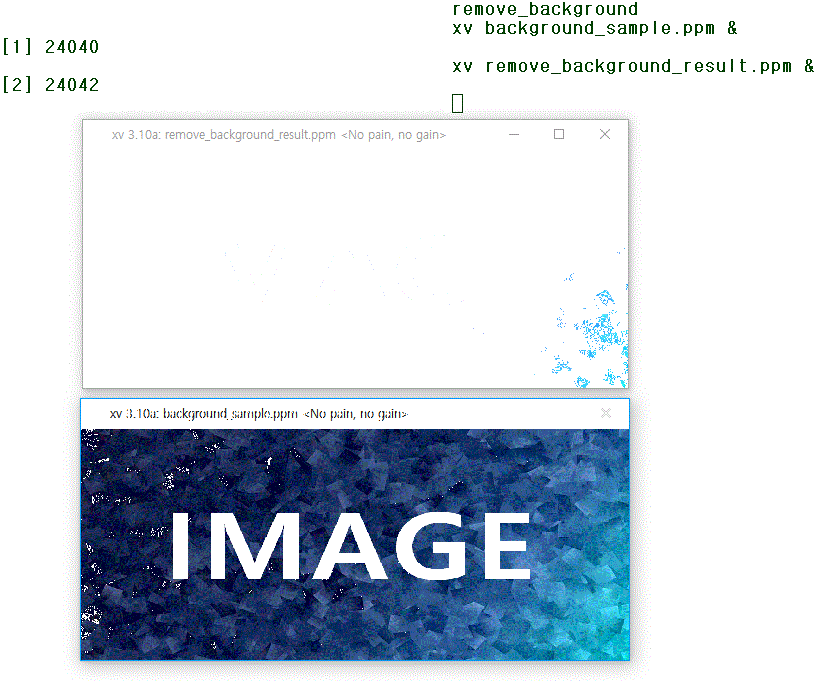 remove_background
xv background_sample.ppm &
[1] 24040
xv remove_background_result.ppm &
[2] 24042
xv 3.10a: remove_background_result.ppm <No pain, no gain>
xv 3.10a: background_sample.ppm <No pain, no gain>
IMAGE